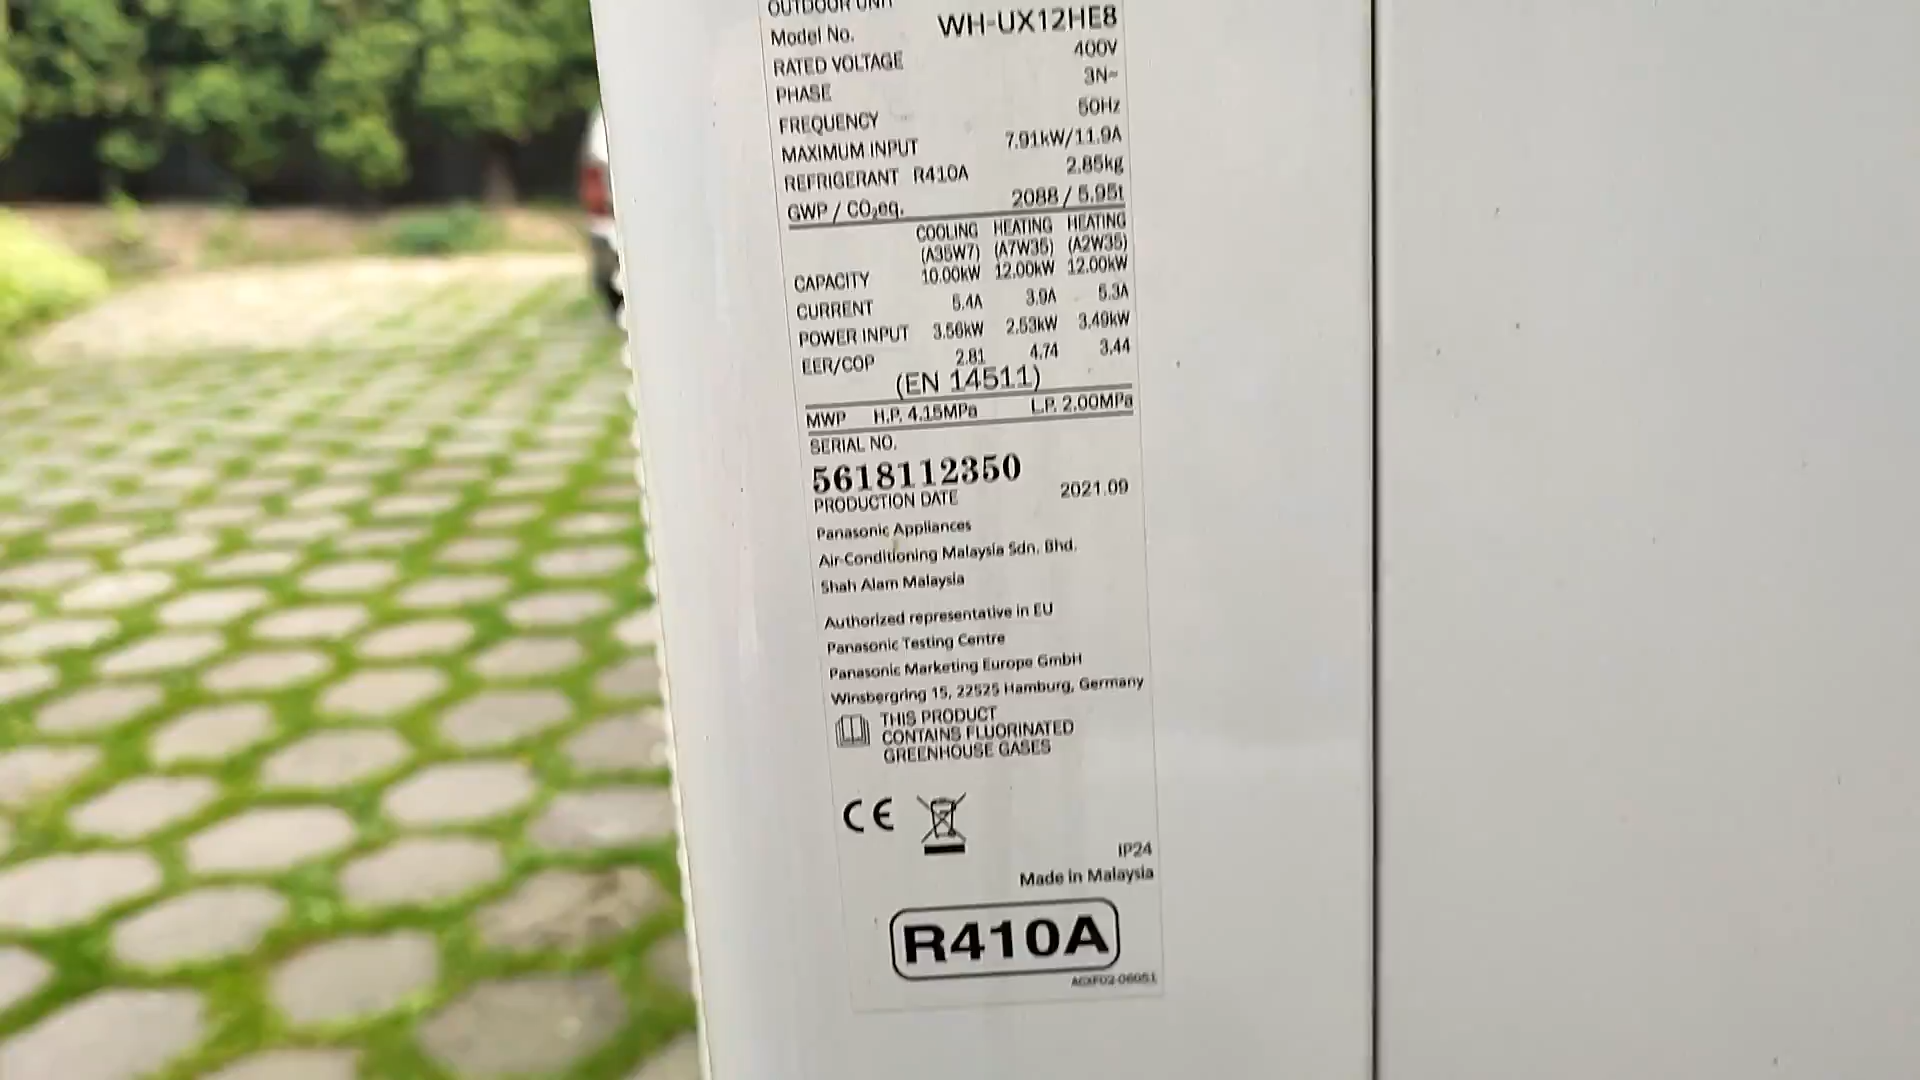 OUTDOOR UNIT
Model No. WH-UX12HE8
RATED VOLTAGE 400V
PHASE 3N~
FREQUENCY 50Hz
MAXIMUM INPUT 7.91kW/11.9A
REFRIGERANT R410A 2.85kg
GWP / CO₂eq. 2088 / 5.95t
COOLING HEATING HEATING
(A35W7) (A7W35) (A2W35)
CAPACITY 10.00kW 12.00kW 12.00kW
CURRENT 5.4A 3.9A 5.3A
POWER INPUT 3.56kW 2.53kW 3.49kW
EER/COP 2.81 4.74 3.44
(EN 14511)
MWP H.P. 4.15MPa L.P. 2.00MPa
SERIAL NO.
5618112350
PRODUCTION DATE 2021.09
Panasonic Appliances
Air-Conditioning Malaysia Sdn. Bhd.
Shah Alam Malaysia
Authorized representative in EU
Panasonic Testing Centre
Panasonic Marketing Europe GmbH
Winsbergring 15, 22525 Hamburg, Germany
THIS PRODUCT
CONTAINS FLUORINATED
GREENHOUSE GASES
CE
IP24
Made in Malaysia
R410A
ACXF02-06051